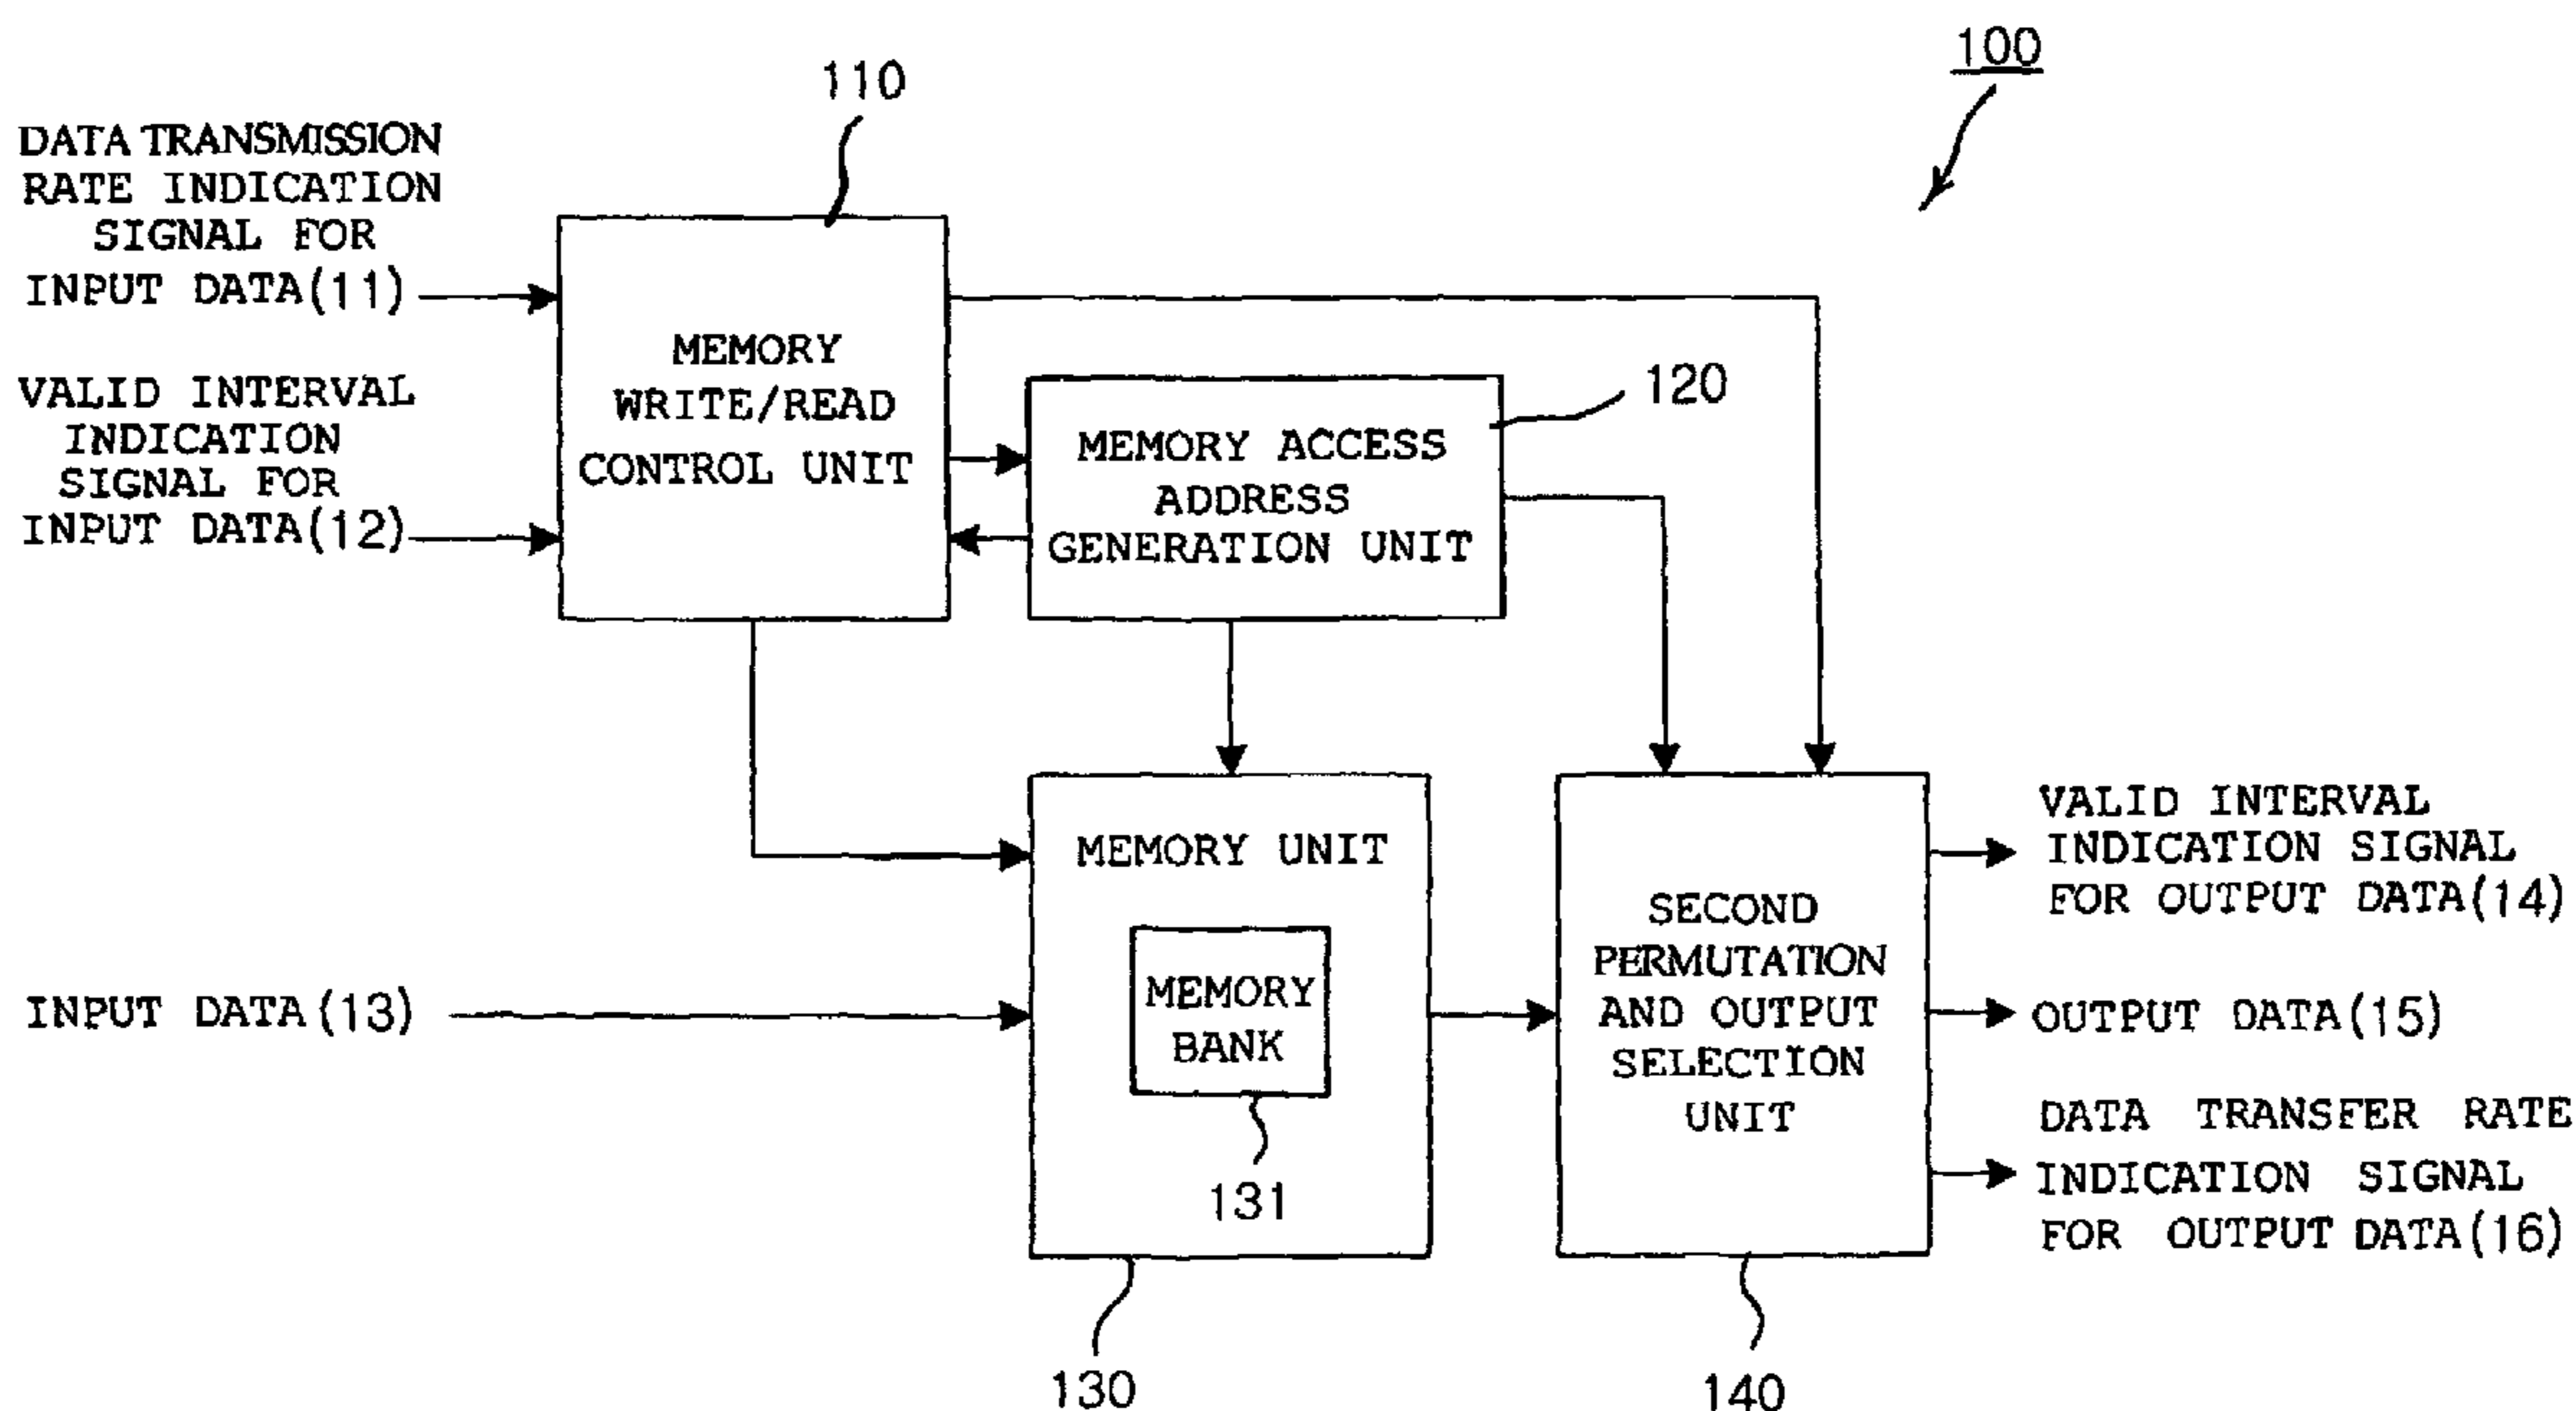 100
110
DATA TRANSMISSION
RATE INDICATION
SIGNAL FOR
INPUT DATA(11)
VALID INTERVAL
INDICATION
SIGNAL FOR
INPUT DATA(12)
MEMORY
WRITE/READ
CONTROL UNIT
120
MEMORY ACCESS
ADDRESS
GENERATION UNIT
INPUT DATA(13)
MEMORY UNIT
MEMORY
BANK
131
130
SECOND
PERMUTATION
AND OUTPUT
SELECTION
UNIT
140
VALID INTERVAL
INDICATION SIGNAL
FOR OUTPUT DATA(14)
OUTPUT DATA(15)
DATA TRANSFER RATE
INDICATION SIGNAL
FOR OUTPUT DATA(16)